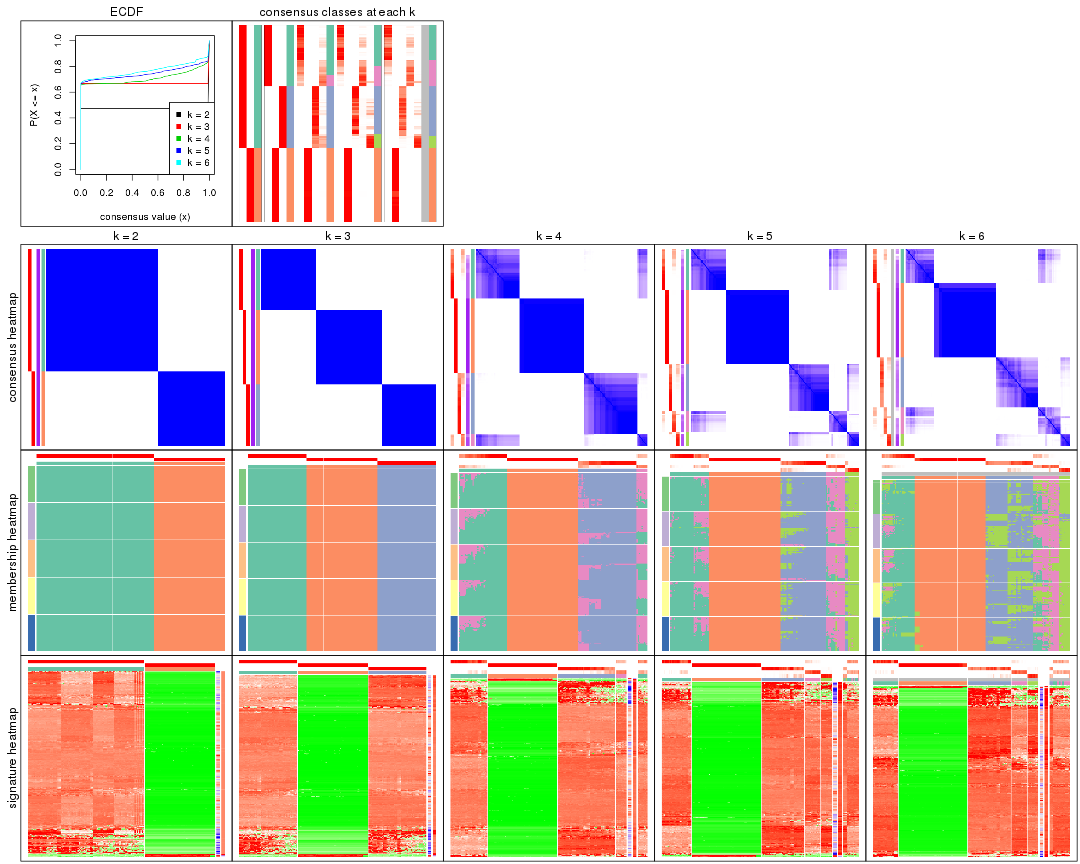 ECDF
consensus classes at each k
P(X <= x)
0.0 0.2 0.4 0.6 0.8 1.0
k = 2
k = 3
k = 4
k = 5
k = 6
0.0 0.2 0.4 0.6 0.8 1.0
consensus value (x)
k = 2
k = 3
k = 4
k = 5
k = 6
consensus heatmap
membership heatmap
signature heatmap